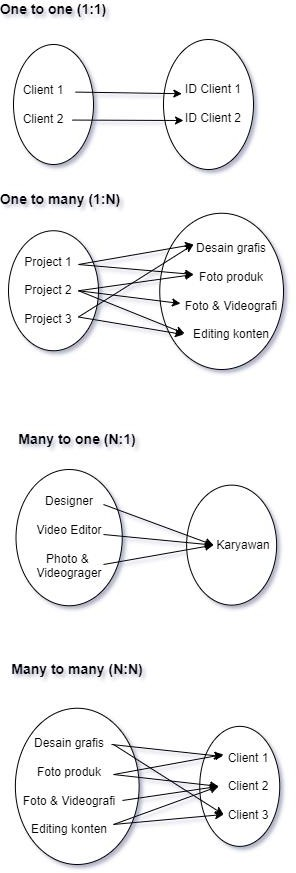 One to one (1:1)
Client 1
Client 2
ID Client 1
ID Client 2
One to many (1:N)
Project 1
Project 2
Project 3
Desain grafis
Foto produk
Foto & Videografi
Editing konten
Many to one (N:1)
Designer
Video Editor
Photo &
Videograger
Karyawan
Many to many (N:N)
Desain grafis
Foto produk
Foto & Videografi
Editing konten
Client 1
Client 2
Client 3